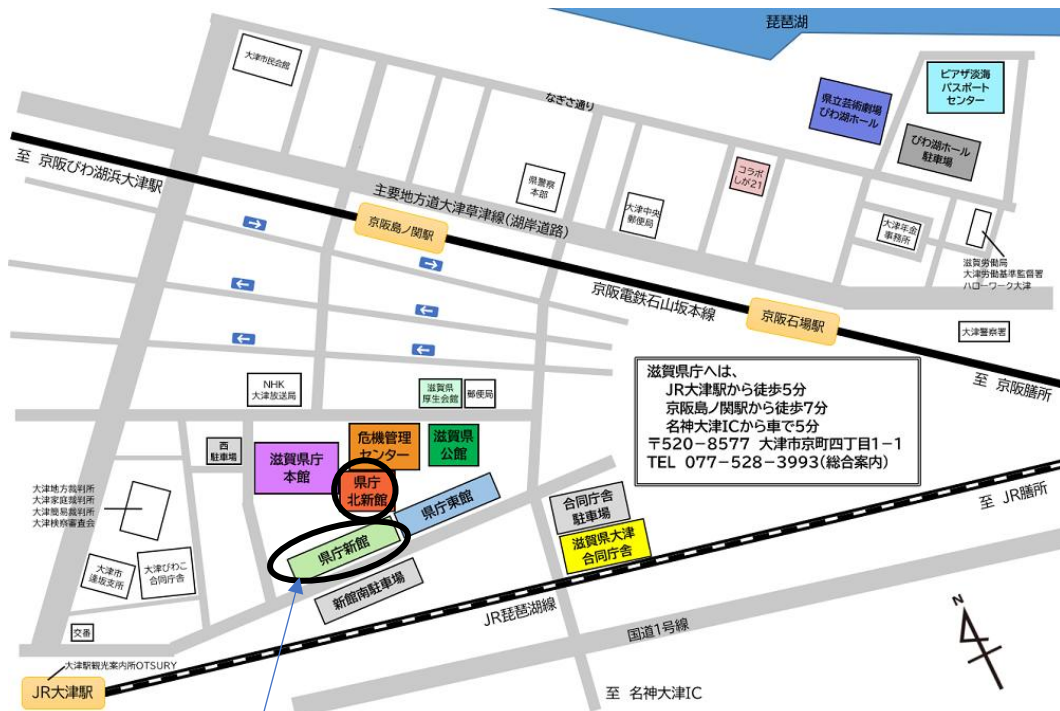 琵琶湖
大津市民会館
なぎさ通り
県立芸術劇場
びわ湖ホール
ピアザ淡海
パスポート
センター
びわ湖ホール
駐車場
至 京阪びわ湖浜大津駅
県警察
本部
コラボ
しが21
主要地方道大津草津線(湖岸道路)
大津中央
郵便局
京阪島ノ関駅
大津年金
事務所
滋賀労働局
大津労働基準監督署
ハローワーク大津
京阪電鉄石山坂本線
京阪石場駅
大津警察署
至 京阪膳所
→
→
←
←
←
←
NHK
大津放送局
滋賀県
厚生会館
郵便局
滋賀県庁へは、
JR大津駅から徒歩5分
京阪島ノ関駅から徒歩7分
名神大津ICから車で5分
〒520-8577 大津市京町四丁目1-1
TEL 077-528-3993(総合案内)
西
駐車場
滋賀県庁
本館
危機管理
センター
滋賀県
公館
県庁
北新館
県庁東館
県庁新館
新館南駐車場
合同庁舎
駐車場
滋賀県大津
合同庁舎
至 JR膳所
大津地方裁判所
大津家庭裁判所
大津簡易裁判所
大津検察審査会
大津市
逢坂支所
大津びわこ
合同庁舎
交番
大津駅観光案内所OTSURY
JR大津駅
JR琵琶湖線
国道1号線
至 名神大津IC
N